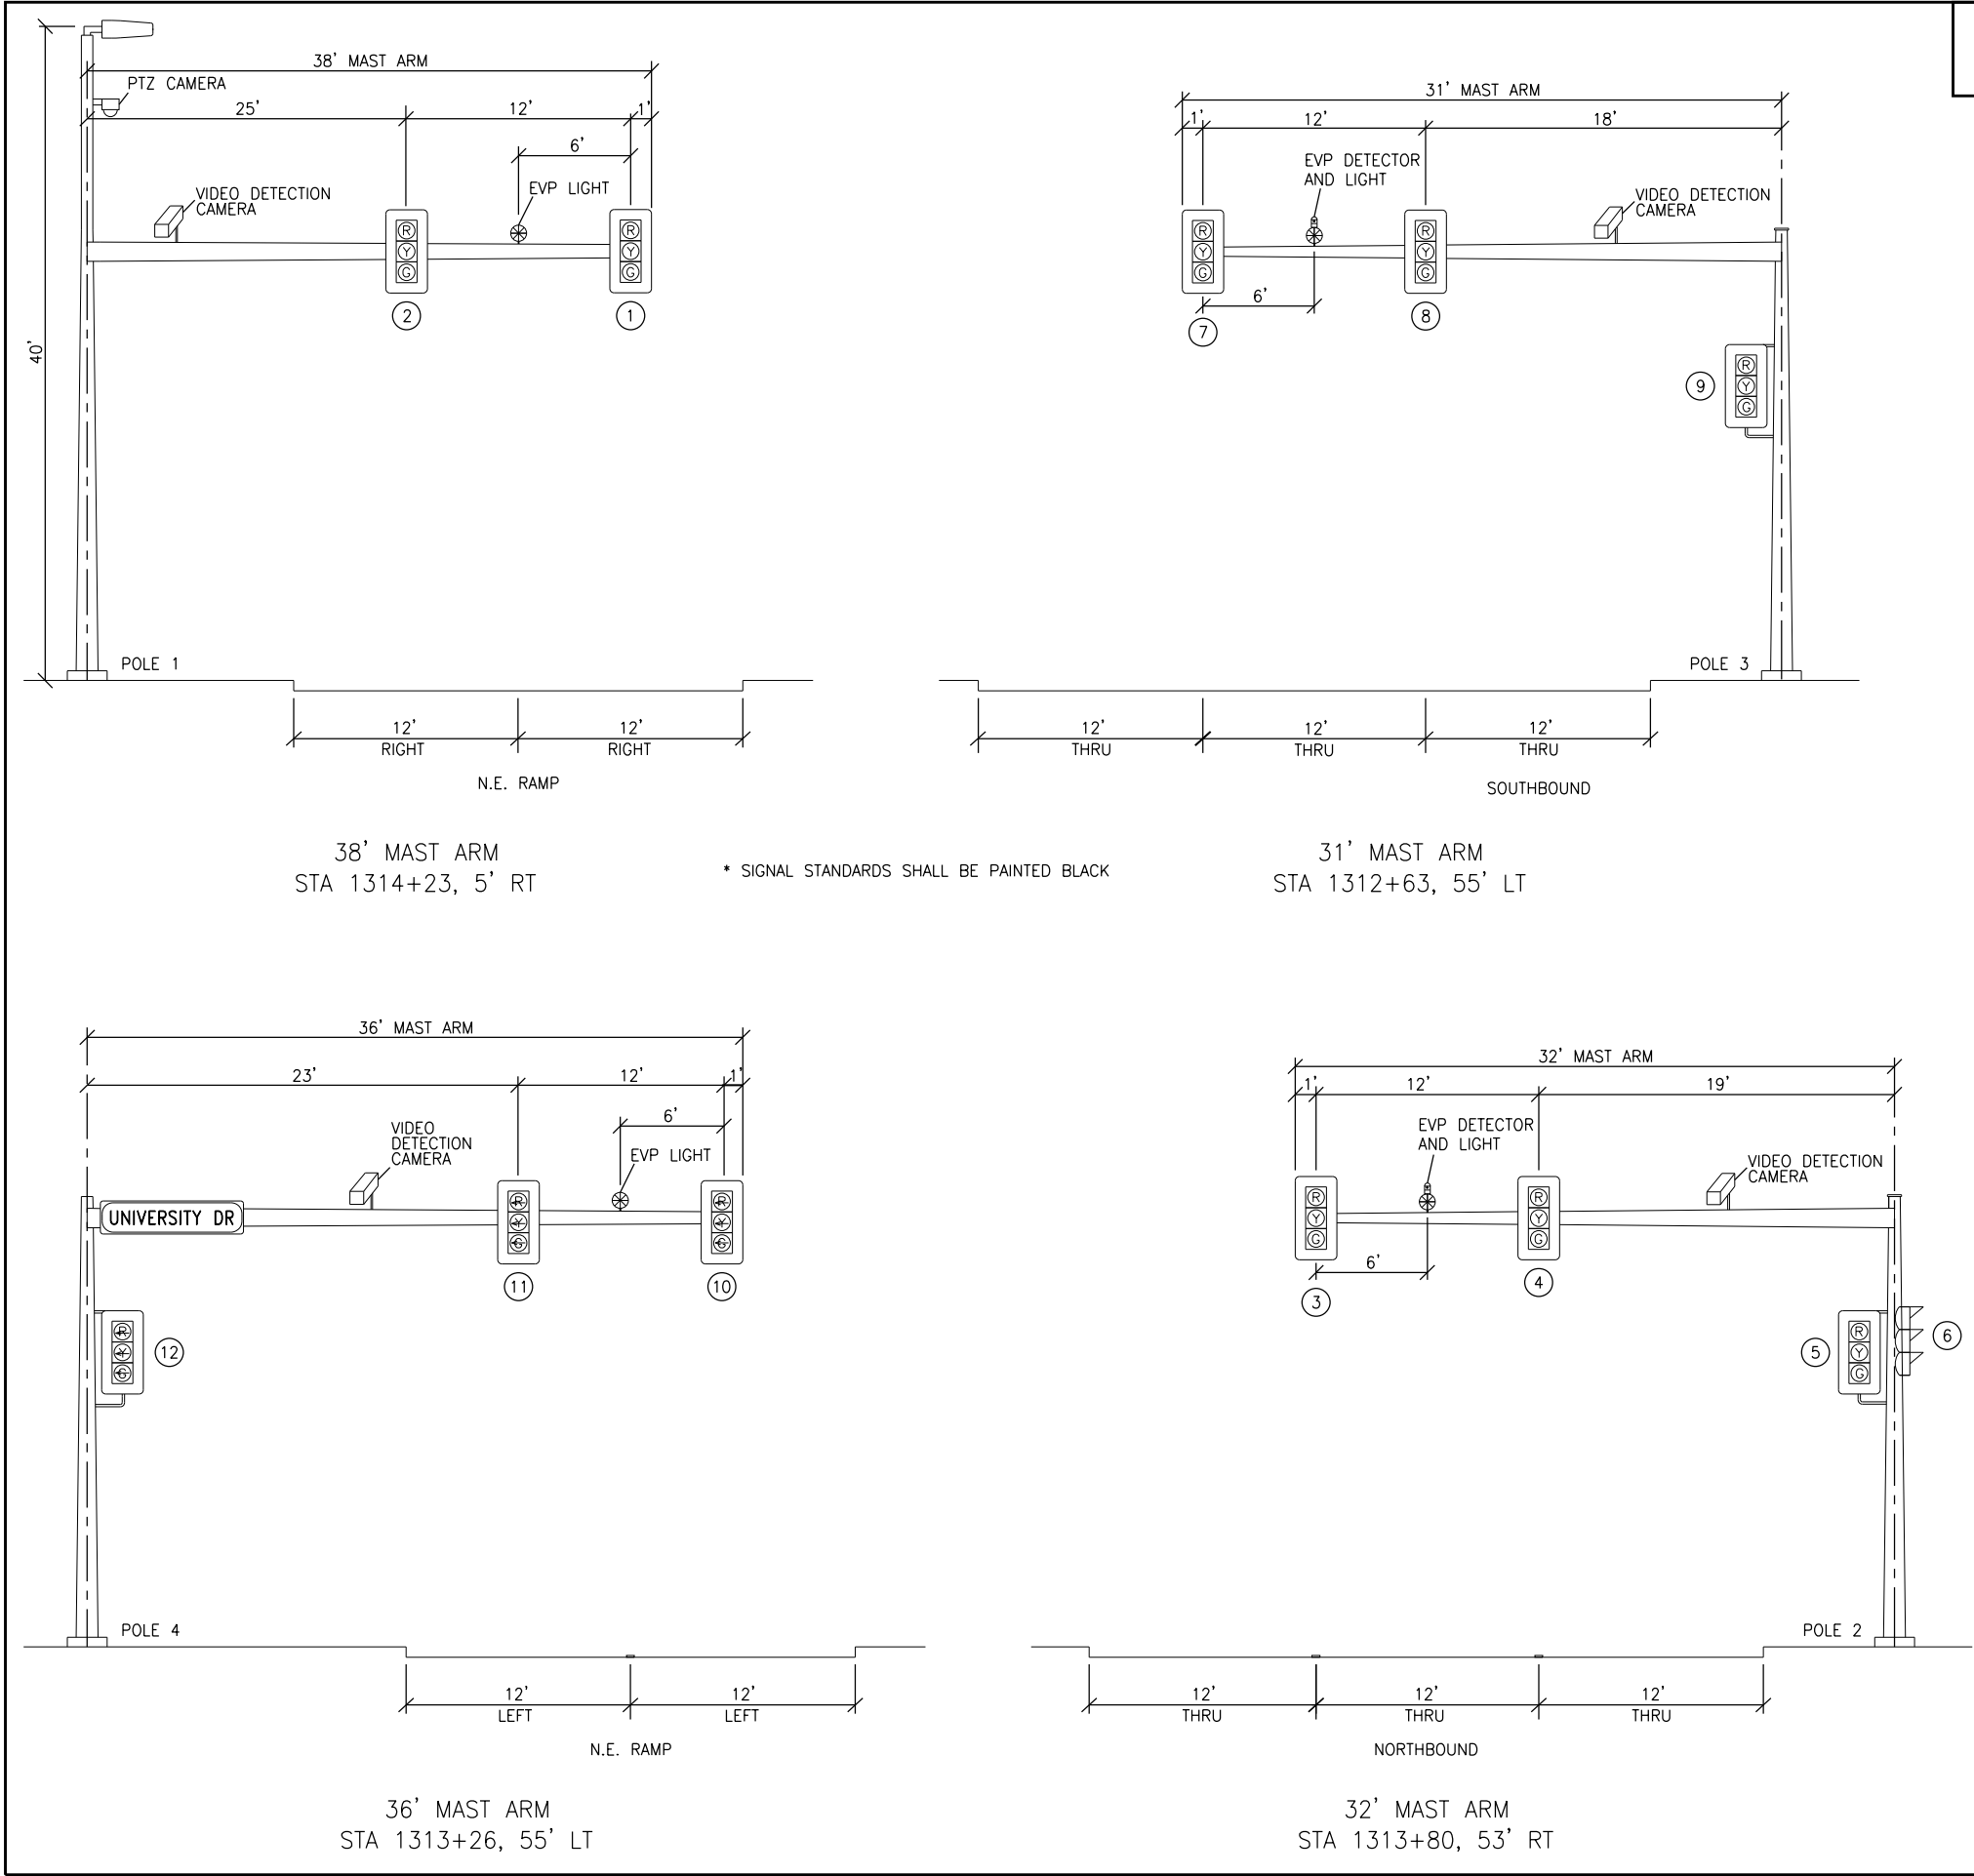 38' MAST ARM
PTZ CAMERA
25'
12'
1'
6'
EVP LIGHT
VIDEO DETECTION
CAMERA
R
Y
G
R
Y
G
2
1
40'
POLE 1
12'
RIGHT
12'
RIGHT
N.E. RAMP
38' MAST ARM
STA 1314+23, 5' RT
31' MAST ARM
1'
12'
18'
EVP DETECTOR
AND LIGHT
VIDEO DETECTION
CAMERA
R
Y
G
R
Y
G
6'
7
8
R
Y
G
9
POLE 3
12'
THRU
12'
THRU
12'
THRU
SOUTHBOUND
31' MAST ARM
STA 1312+63, 55' LT
* SIGNAL STANDARDS SHALL BE PAINTED BLACK
36' MAST ARM
23'
12'
1'
6'
VIDEO
DETECTION
CAMERA
EVP LIGHT
UNIVERSITY DR
R
Y
G
R
Y
G
11
10
R
Y
G
12
POLE 4
12'
LEFT
12'
LEFT
N.E. RAMP
36' MAST ARM
STA 1313+26, 55' LT
32' MAST ARM
1'
12'
19'
EVP DETECTOR
AND LIGHT
VIDEO DETECTION
CAMERA
R
Y
G
R
Y
G
6'
3
4
R
Y
G
5
6
POLE 2
12'
THRU
12'
THRU
12'
THRU
NORTHBOUND
32' MAST ARM
STA 1313+80, 53' RT